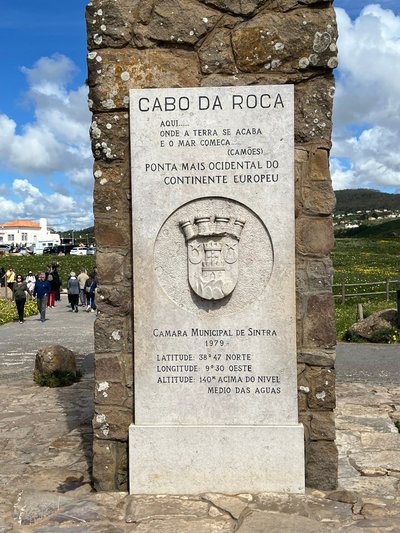 CABO DA ROCA
AQUI.....
ONDE A TERRA SE ACABA
E O MAR COMEÇA.....
(CAMÕES)
PONTA MAIS OCIDENTAL DO
CONTINENTE EUROPEU
CAMARA MUNICIPAL DE SINTRA
1979
LATITUDE: 38°47 NORTE
LONGITUDE: 9°30 OESTE
ALTITUDE: 140ᵐ ACIMA DO NIVEL
MEDIO DAS AGUAS